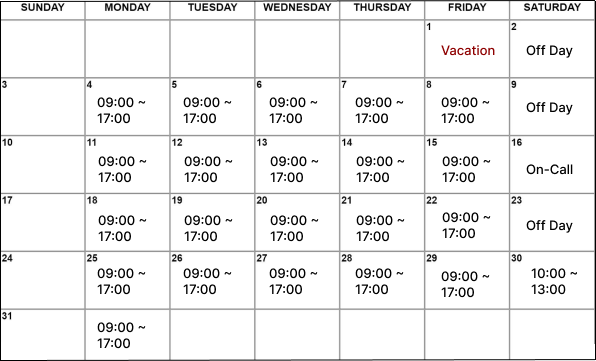 SUNDAY MONDAY TUESDAY WEDNESDAY THURSDAY FRIDAY SATURDAY
1 2
Vacation Off Day
3 4 5 6 7 8 9
09:00 ~ 09:00 ~ 09:00 ~ 09:00 ~ 09:00 ~ Off Day
17:00 17:00 17:00 17:00 17:00
10 11 12 13 14 15 16
09:00 ~ 09:00 ~ 09:00 ~ 09:00 ~ 09:00 ~ On-Call
17:00 17:00 17:00 17:00 17:00
17 18 19 20 21 22 23
09:00 ~ 09:00 ~ 09:00 ~ 09:00 ~ 09:00 ~ Off Day
17:00 17:00 17:00 17:00 17:00
24 25 26 27 28 29 30
09:00 ~ 09:00 ~ 09:00 ~ 09:00 ~ 09:00 ~ 10:00 ~
17:00 17:00 17:00 17:00 17:00 13:00
31
09:00 ~
17:00